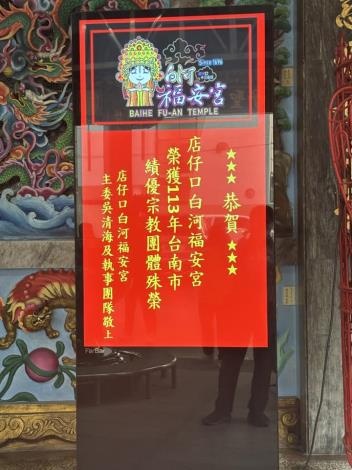 Since 1676
白河
福安宮
BAIHE FU-AN TEMPLE
★★★ 恭賀 ★★★
店仔口白河福安宮
榮獲113年台南市
績優宗教團體殊榮
店仔口白河福安宮
主委吳清海及執事團隊敬上